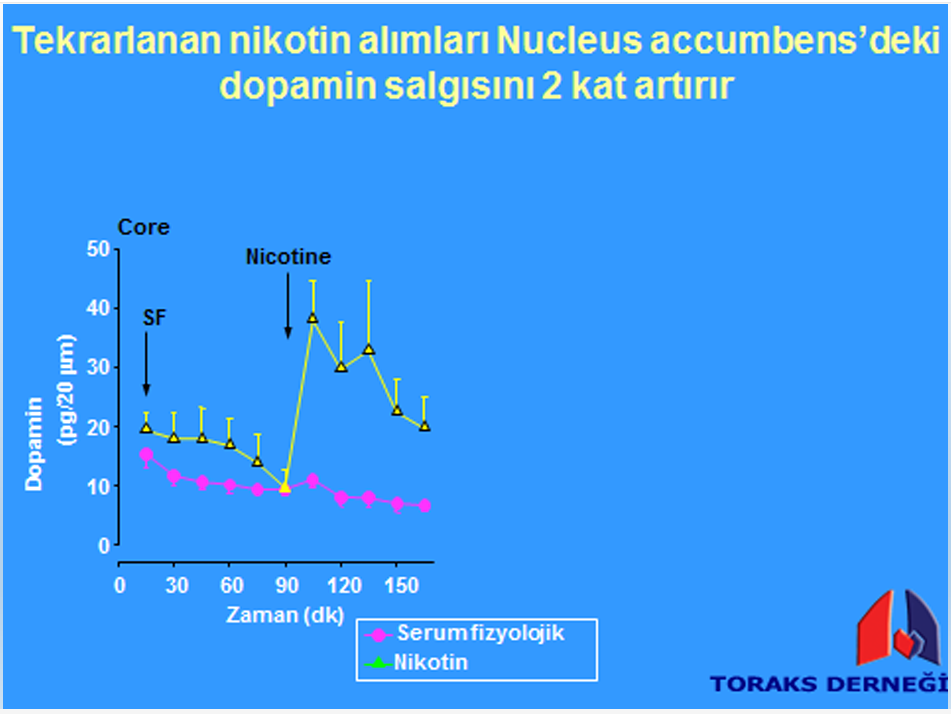 Tekrarlanan nikotin alımları Nucleus accumbens’deki
dopamin salgısını 2 kat artırır
Core
50
40
30
20
10
0
Dopamin
(pg/20 µm)
SF
Nicotine
0 30 60 90 120 150
Zaman (dk)
Serum fizyolojik
Nikotin
TORAKS DERNEĞİ